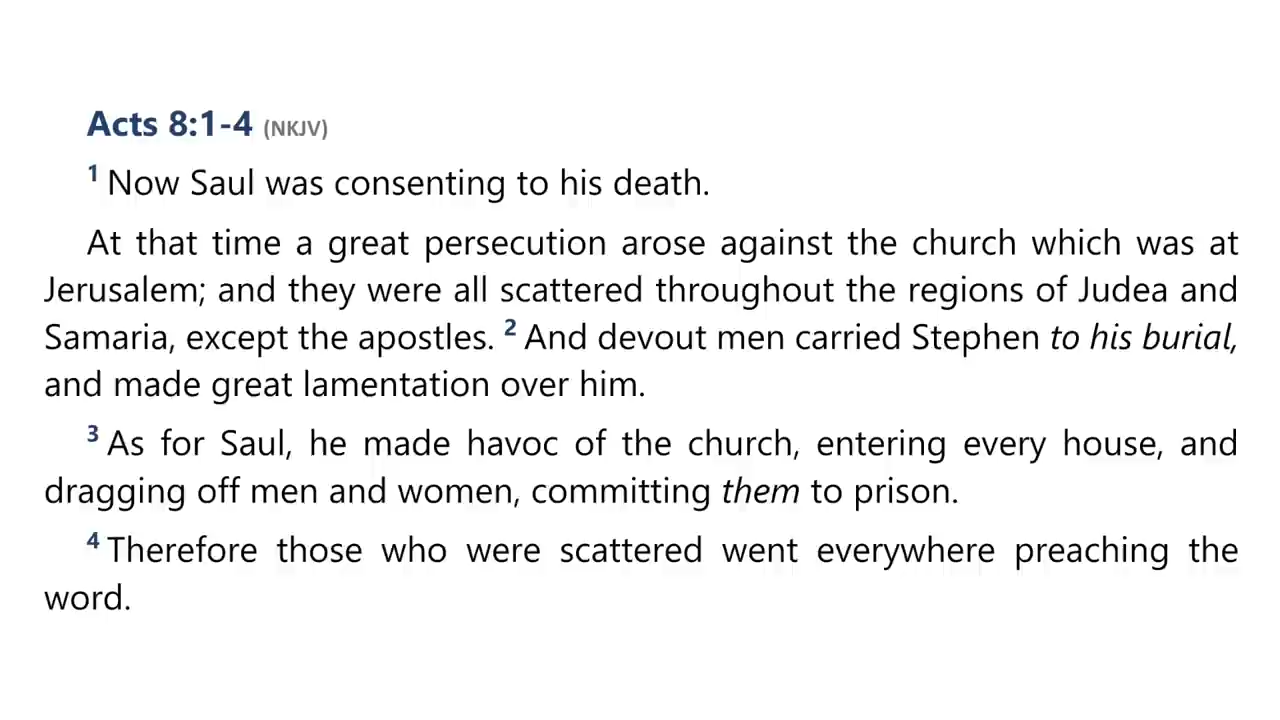 Acts 8:1-4 (NKJV)
1 Now Saul was consenting to his death.
At that time a great persecution arose against the church which was at
Jerusalem; and they were all scattered throughout the regions of Judea and
Samaria, except the apostles. 2 And devout men carried Stephen to his burial,
and made great lamentation over him.
3 As for Saul, he made havoc of the church, entering every house, and
dragging off men and women, committing them to prison.
4 Therefore those who were scattered went everywhere preaching the
word.